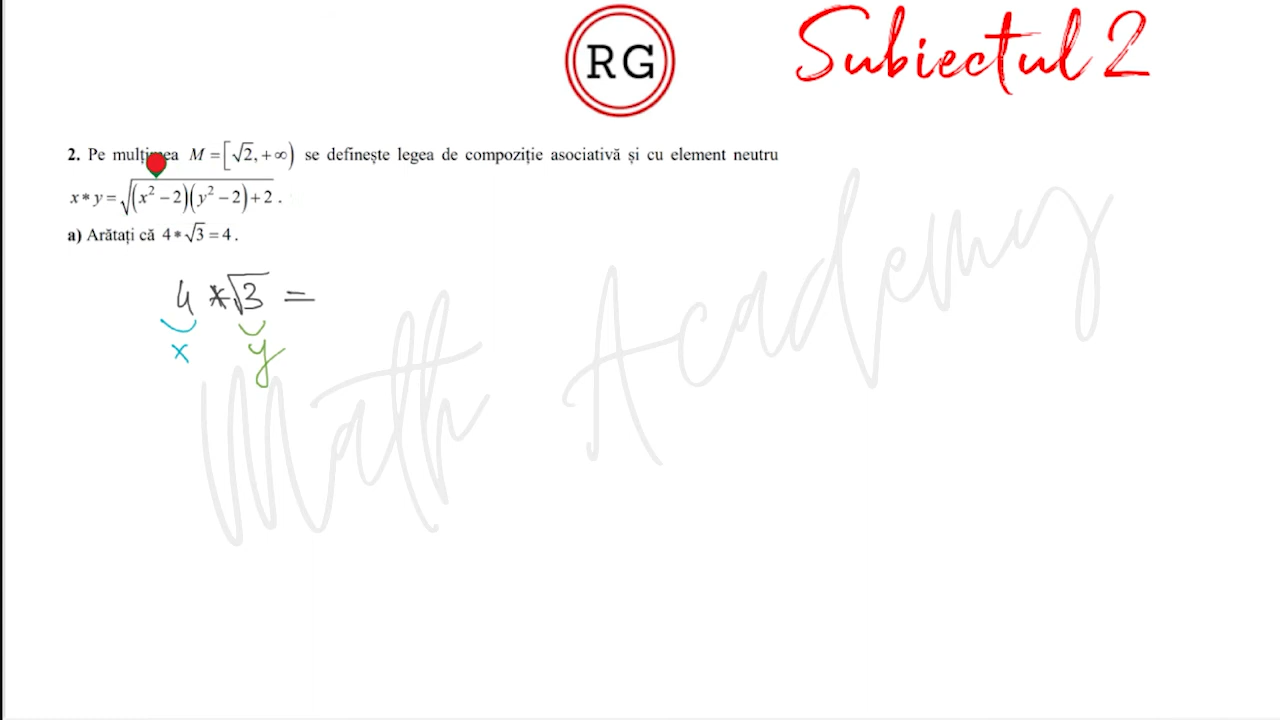 RG
Subiectul 2
2. Pe mulțimea M = [√2, +∞) se definește legea de compoziție asociativă și cu element neutru
x * y = √((x² − 2)(y² − 2) + 2 .
a) Arătați că 4 * √3 = 4 .
4 * √3 =
x y
Math Academy